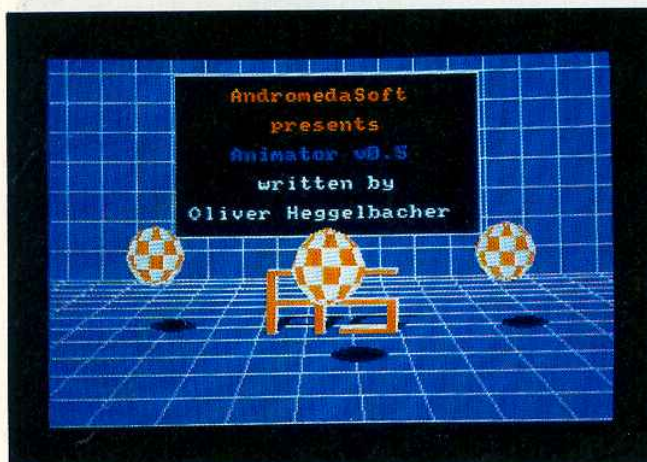 AndromedaSoft
presents
Animator v0.5
written by
Oliver Heggelbacher